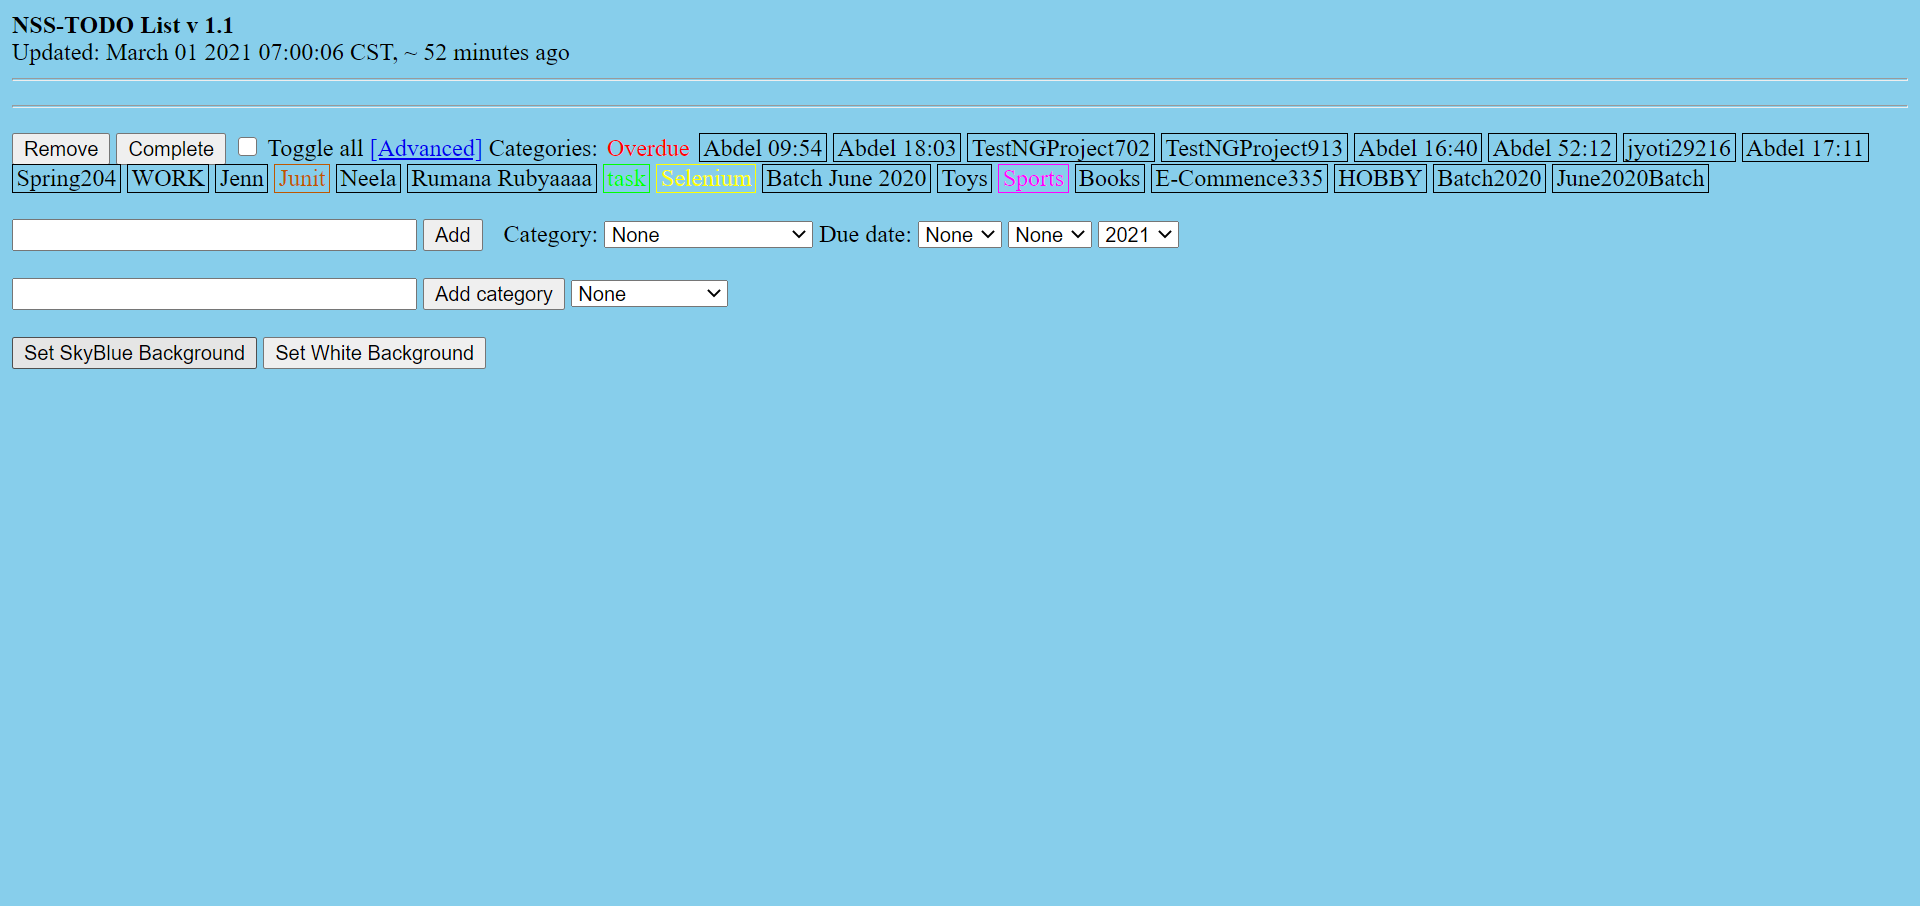 NSS-TODO List v 1.1
Updated: March 01 2021 07:00:06 CST, ~ 52 minutes ago
Remove Complete Toggle all [Advanced] Categories: Overdue Abdel 09:54 Abdel 18:03 TestNGProject702 TestNGProject913 Abdel 16:40 Abdel 52:12 jyoti29216 Abdel 17:11
Spring204 WORK Jenn Junit Neela Rumana Rubyaaaa task Selenium Batch June 2020 Toys Sports Books E-Commence335 HOBBY Batch2020 June2020Batch
Add Category: None Due date: None None 2021
Add category None
Set SkyBlue Background Set White Background